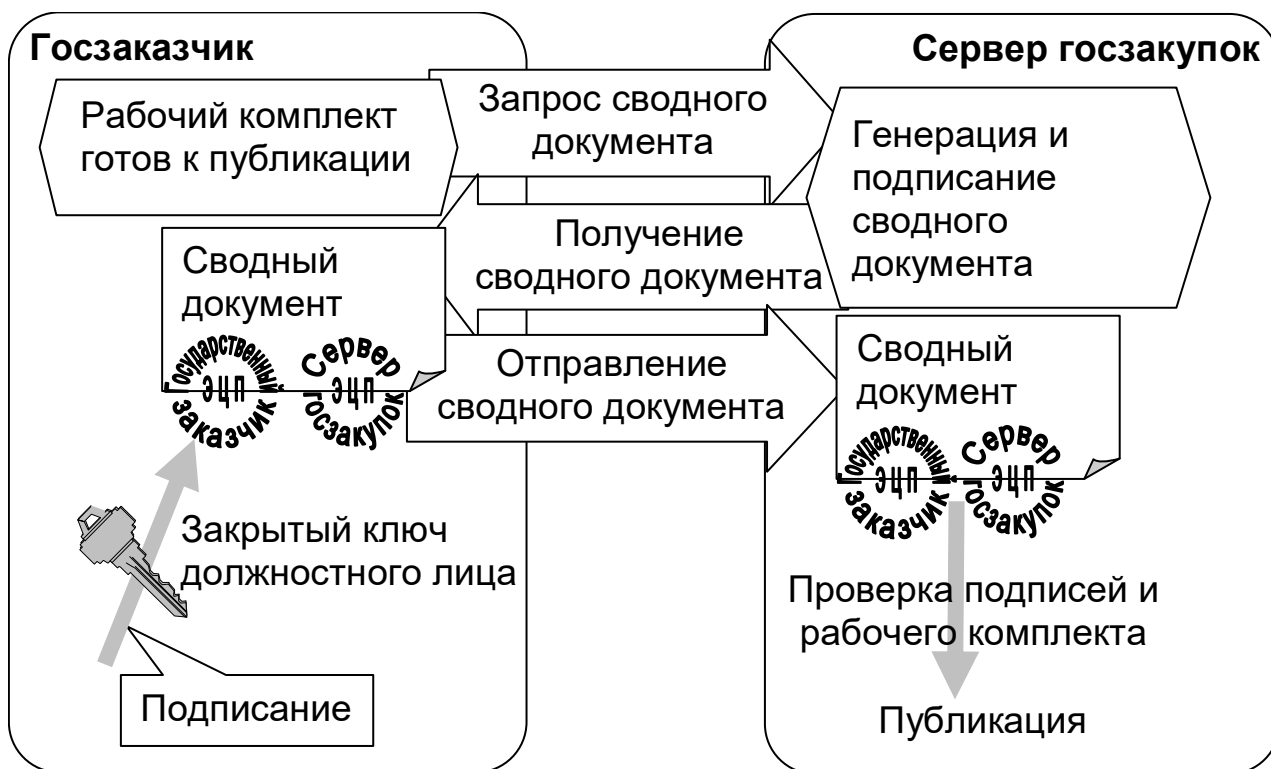 Госзаказчик
Сервер госзакупок
Рабочий комплект
готов к публикации
Запрос сводного
документа
Генерация и
подписание
сводного
документа
Получение
сводного документа
Сводный
документ
Государственный
заказчик
ЭЦП
Сервер
госзакупок
ЭЦП
Отправление
сводного документа
Сводный
документ
Государственный
заказчик
ЭЦП
Сервер
госзакупок
ЭЦП
Закрытый ключ
должностного лица
Подписание
Проверка подписей и
рабочего комплекта
Публикация